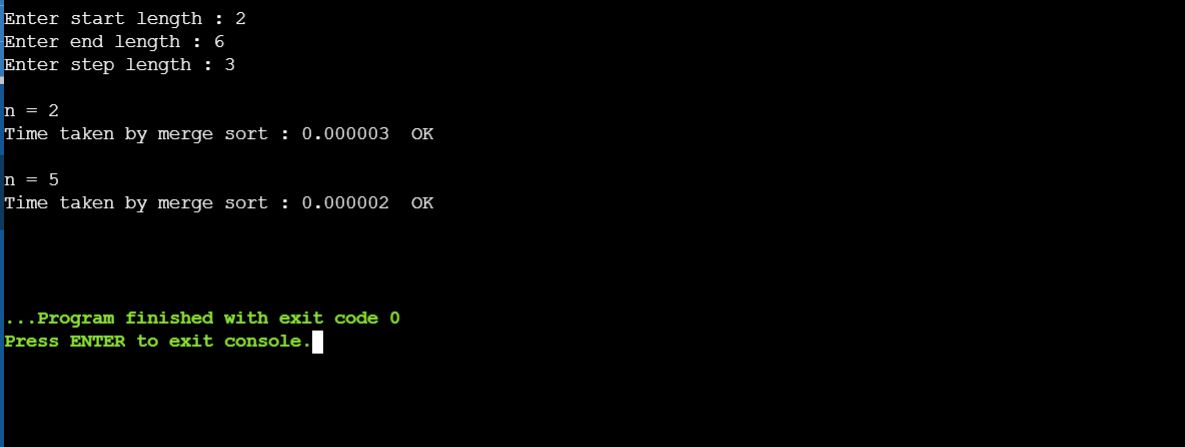 Enter start length : 2
Enter end length : 6
Enter step length : 3
n = 2
Time taken by merge sort : 0.000003  OK
n = 5
Time taken by merge sort : 0.000002  OK
...Program finished with exit code 0
Press ENTER to exit console.